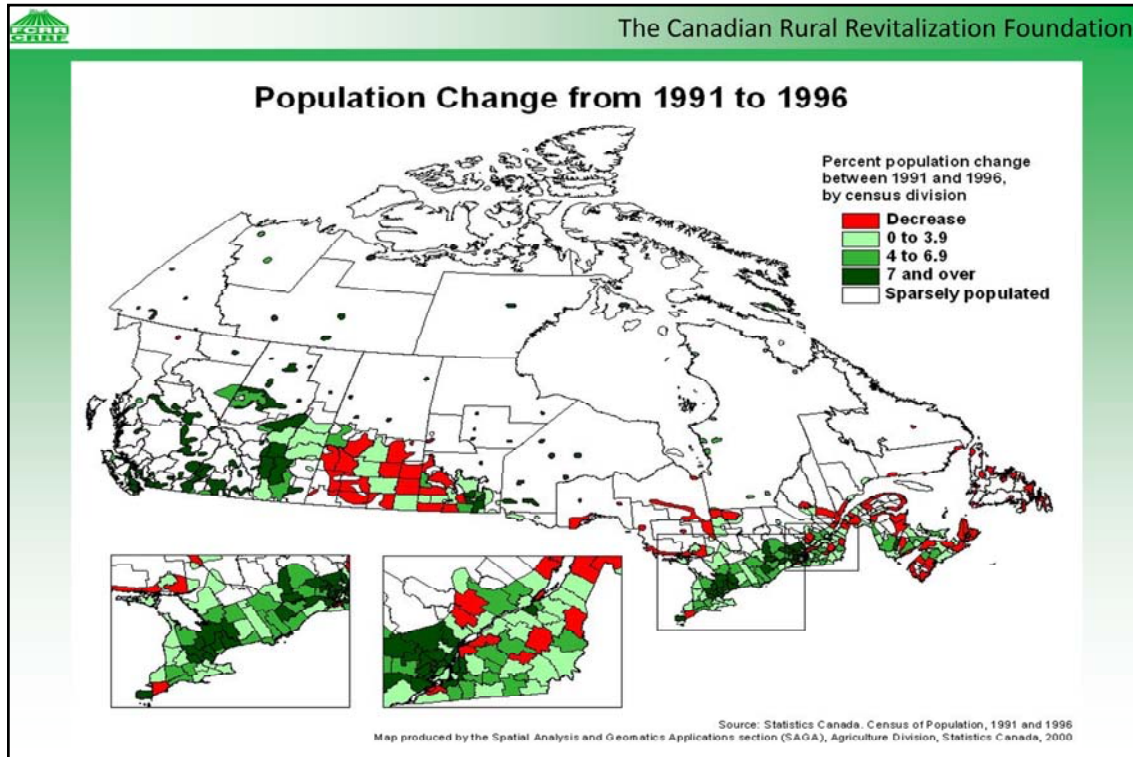 FCRR
CRRF
The Canadian Rural Revitalization Foundation
Population Change from 1991 to 1996
Percent population change
between 1991 and 1996,
by census division
Decrease
0 to 3.9
4 to 6.9
7 and over
Sparsely populated
Source: Statistics Canada. Census of Population, 1991 and 1996
Map produced by the Spatial Analysis and Geomatics Applications section (SAGA), Agriculture Division, Statistics Canada, 2000